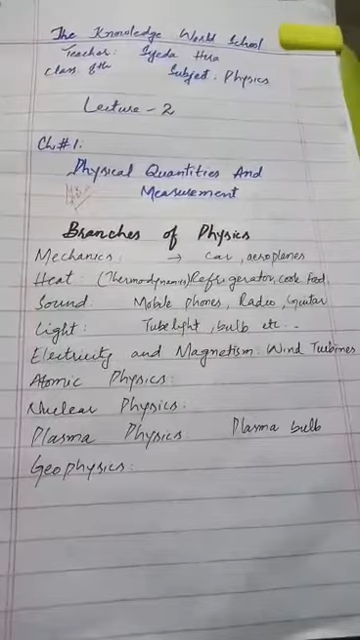 The Knowledge World School
Teacher: Syeda Hera
Class: 8th Subject: Physics
Lecture - 2
Ch#1.
Physical Quantities And
Measurement
Branches of Physics
Mechanics: → car, aeroplanes
Heat: (Thermodynamics) Refrigerator, cook Food.
Sound Mobile phones, Radio, Guitar
Light: Tubelight, bulb etc..
Electricity and Magnetism: Wind Turbines
Atomic Physics:
Nuclear Physics:
Plasma Physics: Plasma bulb
Geophysics: